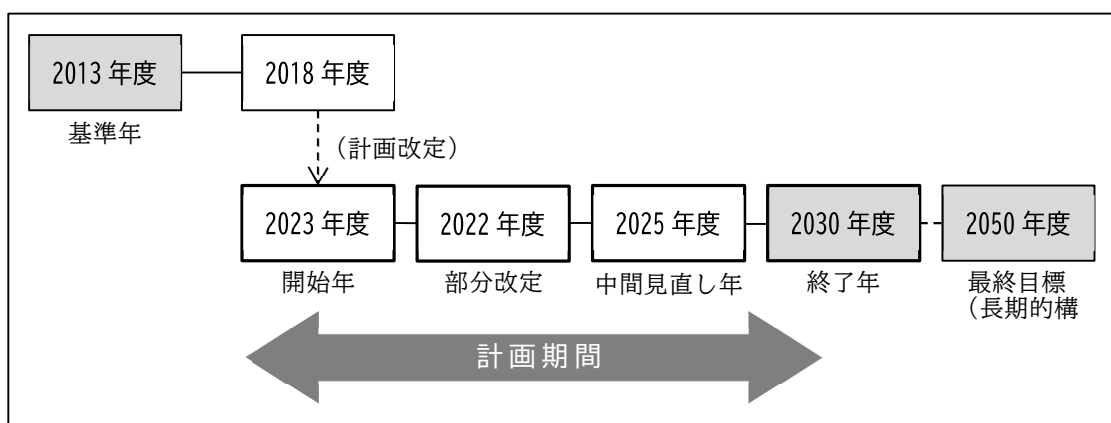 2013 年度
2018 年度
基準年
（計画改定）
2023 年度
2022 年度
2025 年度
2030 年度
2050 年度
開始年
部分改定
中間見直し年
終了年
最終目標
（長期的構
計画期間